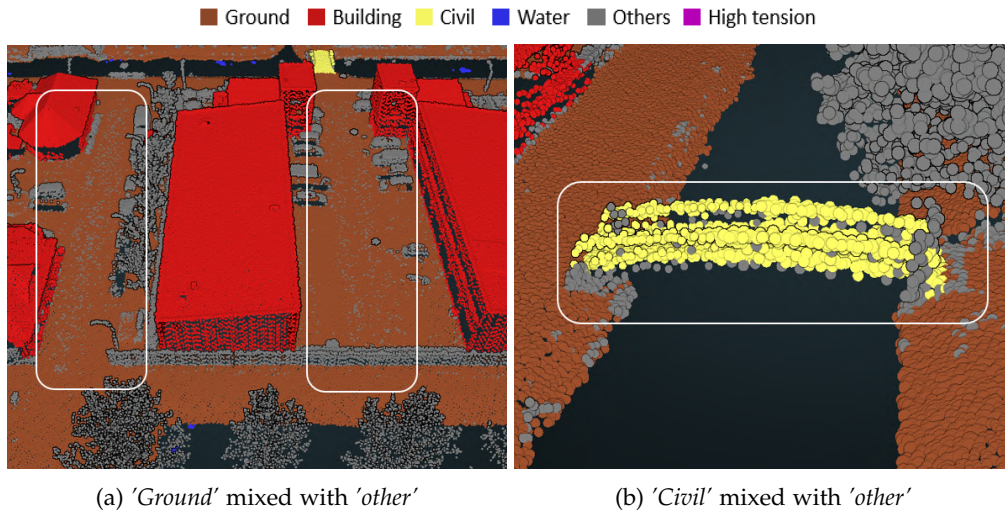 Ground Building Civil Water Others High tension
(a) 'Ground' mixed with 'other' (b) 'Civil' mixed with 'other'